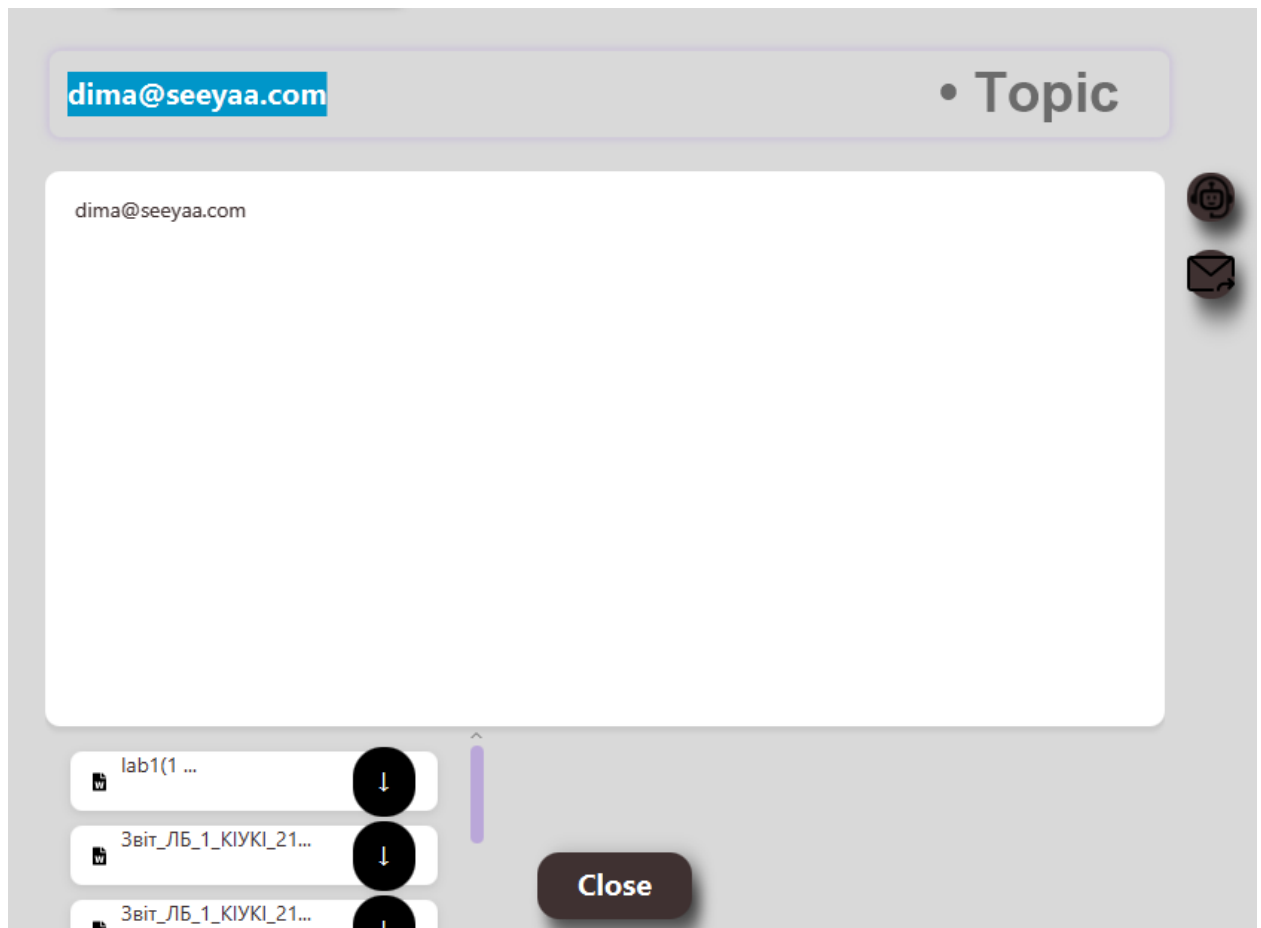 dima@seeyaa.com
• Topic
dima@seeyaa.com
lab1(1 ...
Звіт_ЛБ_1_КІУКІ_21...
Звіт_ЛБ_1_КІУКІ_21...
Close